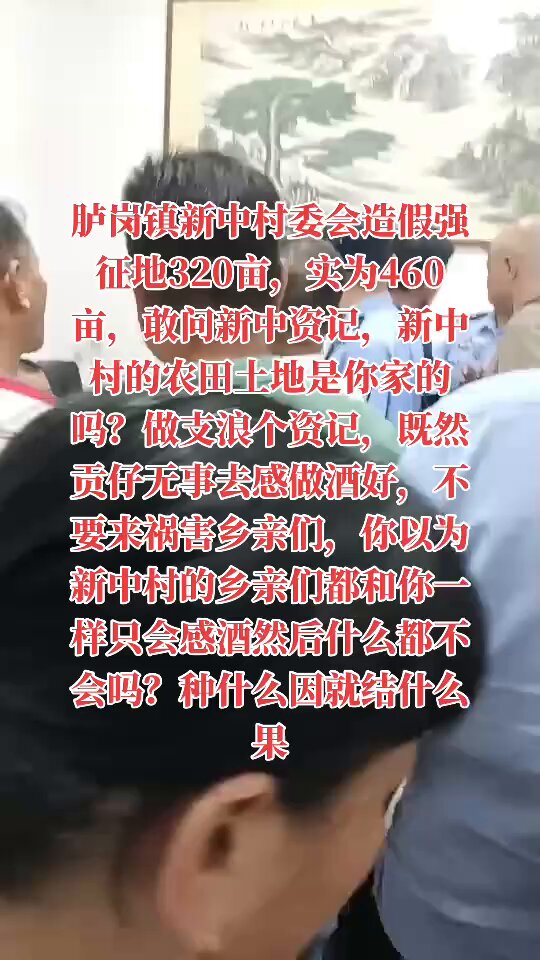 胪岗镇新中村委会造假强
征地320亩，实为460
亩，敢问新中资记，新中
村的农田土地是你家的
吗？做支浪个资记，既然
贡仔无事去感做酒好，不
要来祸害乡亲们，你以为
新中村的乡亲们都和你一
样只会感酒然后什么都不
会吗？种什么因就结什么
果